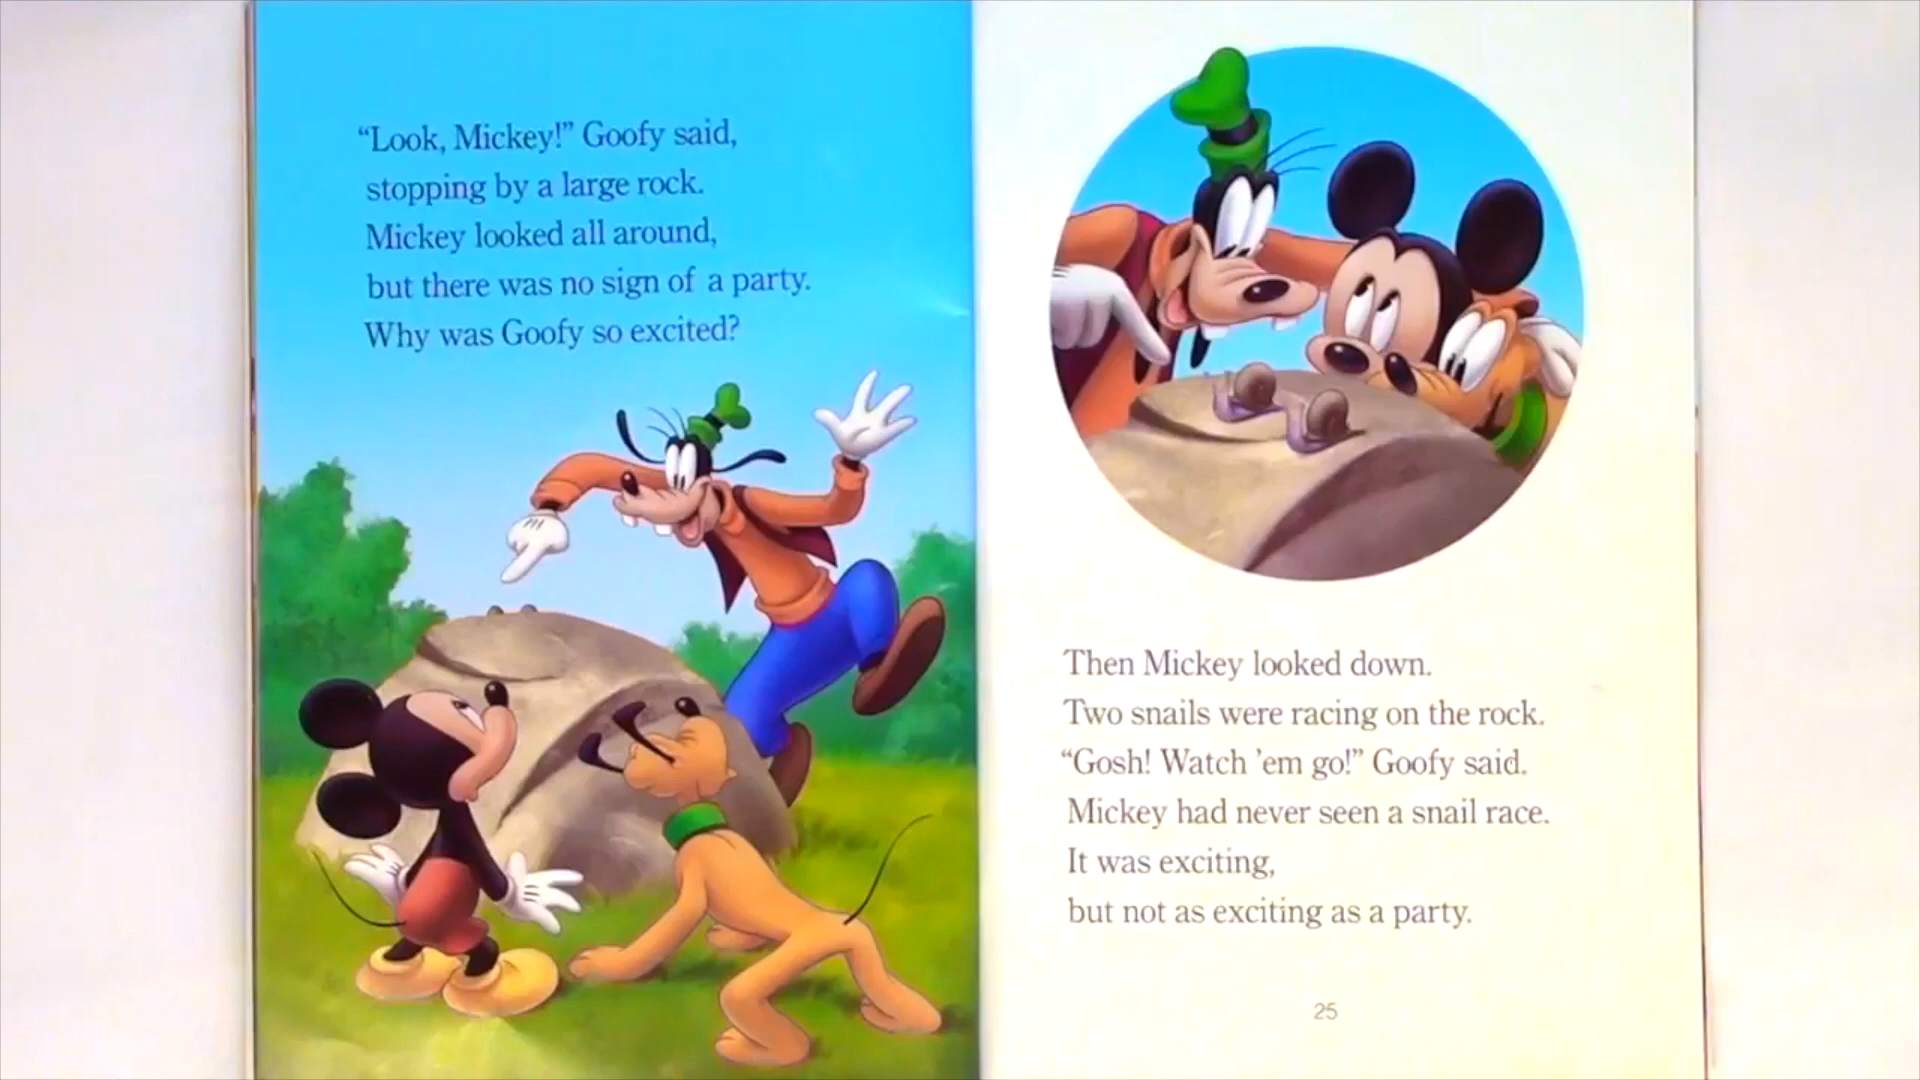 “Look, Mickey!” Goofy said,
stopping by a large rock.
Mickey looked all around,
but there was no sign of a party.
Why was Goofy so excited?
Then Mickey looked down.
Two snails were racing on the rock.
“Gosh! Watch ’em go!” Goofy said.
Mickey had never seen a snail race.
It was exciting,
but not as exciting as a party.
25